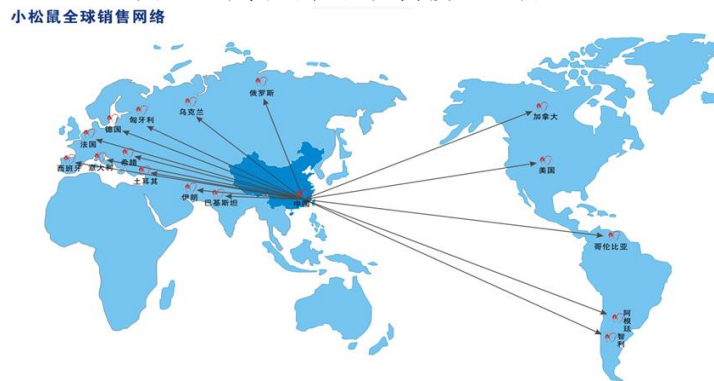 小松鼠全球销售网络
俄罗斯
乌克兰
匈牙利
德国
法国
希腊
西班牙
意大利
土耳其
伊朗
巴基斯坦
中国
加拿大
美国
哥伦比亚
阿根廷
智利